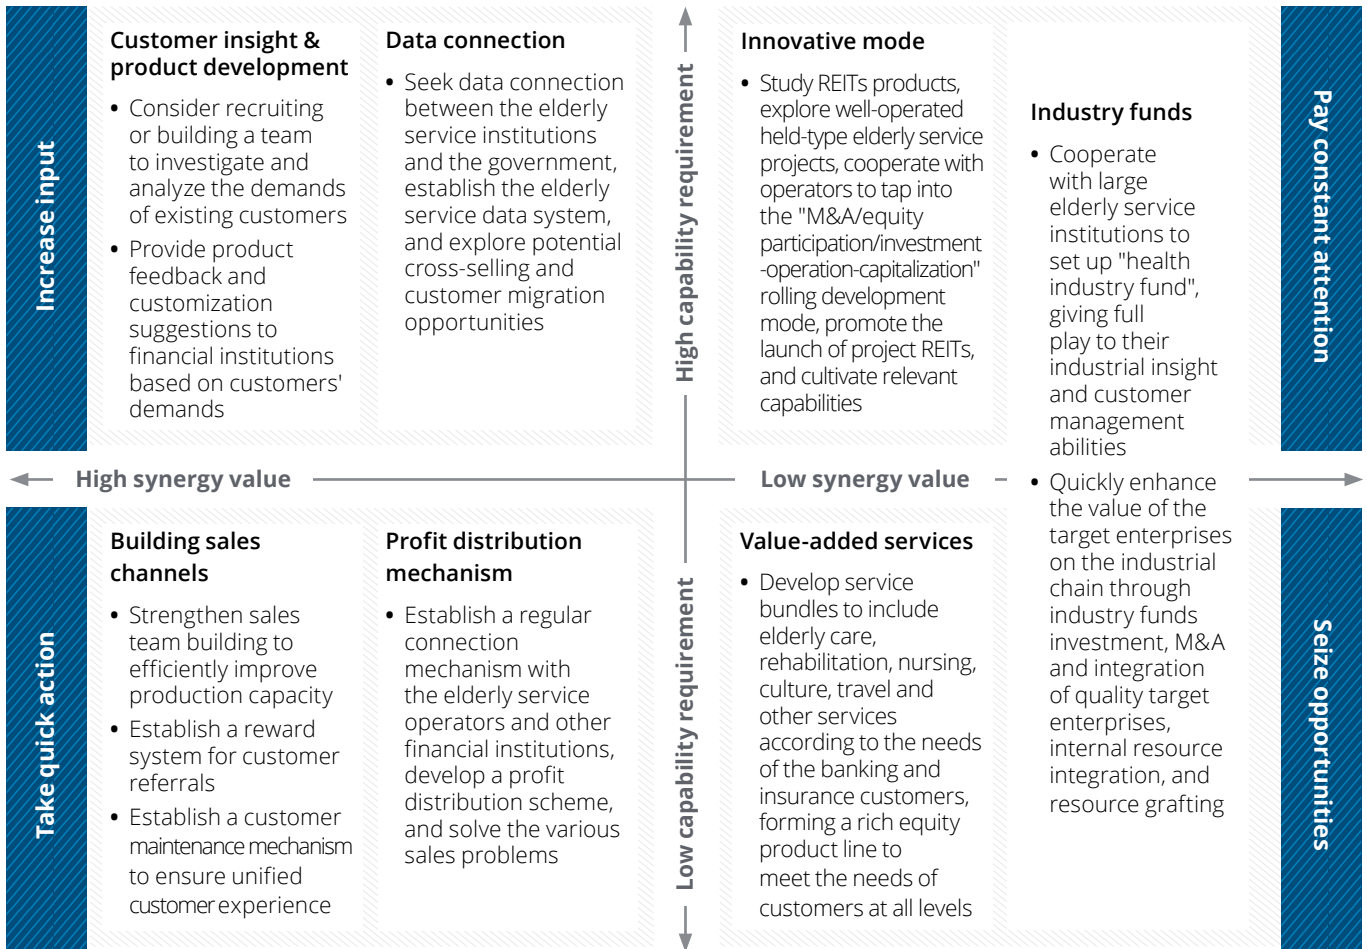 Increase input
Customer insight &
product development
• Consider recruiting
or building a team
to investigate and
analyze the demands
of existing customers
• Provide product
feedback and
customization
suggestions to
financial institutions
based on customers'
demands
Data connection
• Seek data connection
between the elderly
service institutions
and the government,
establish the elderly
service data system,
and explore potential
cross-selling and
customer migration
opportunities
High capability requirement
Innovative mode
• Study REITs products,
explore well-operated
held-type elderly service
projects, cooperate with
operators to tap into
the "M&A/equity
participation/investment
-operation-capitalization"
rolling development
mode, promote the
launch of project REITs,
and cultivate relevant
capabilities
Industry funds
• Cooperate
with large
elderly service
institutions to
set up "health
industry fund",
giving full
play to their
industrial insight
and customer
management
abilities
• Quickly enhance
the value of the
target enterprises
on the industrial
chain through
industry funds
investment, M&A
and integration
of quality target
enterprises,
internal resource
integration, and
resource grafting
Pay constant attention
High synergy value
Low synergy value
Take quick action
Building sales
channels
• Strengthen sales
team building to
efficiently improve
production capacity
• Establish a reward
system for customer
referrals
• Establish a customer
maintenance mechanism
to ensure unified
customer experience
Profit distribution
mechanism
• Establish a regular
connection
mechanism with
the elderly service
operators and other
financial institutions,
develop a profit
distribution scheme,
and solve the various
sales problems
Low capability requirement
Value-added services
• Develop service
bundles to include
elderly care,
rehabilitation, nursing,
culture, travel and
other services
according to the needs
of the banking and
insurance customers,
forming a rich equity
product line to
meet the needs of
customers at all levels
Seize opportunities